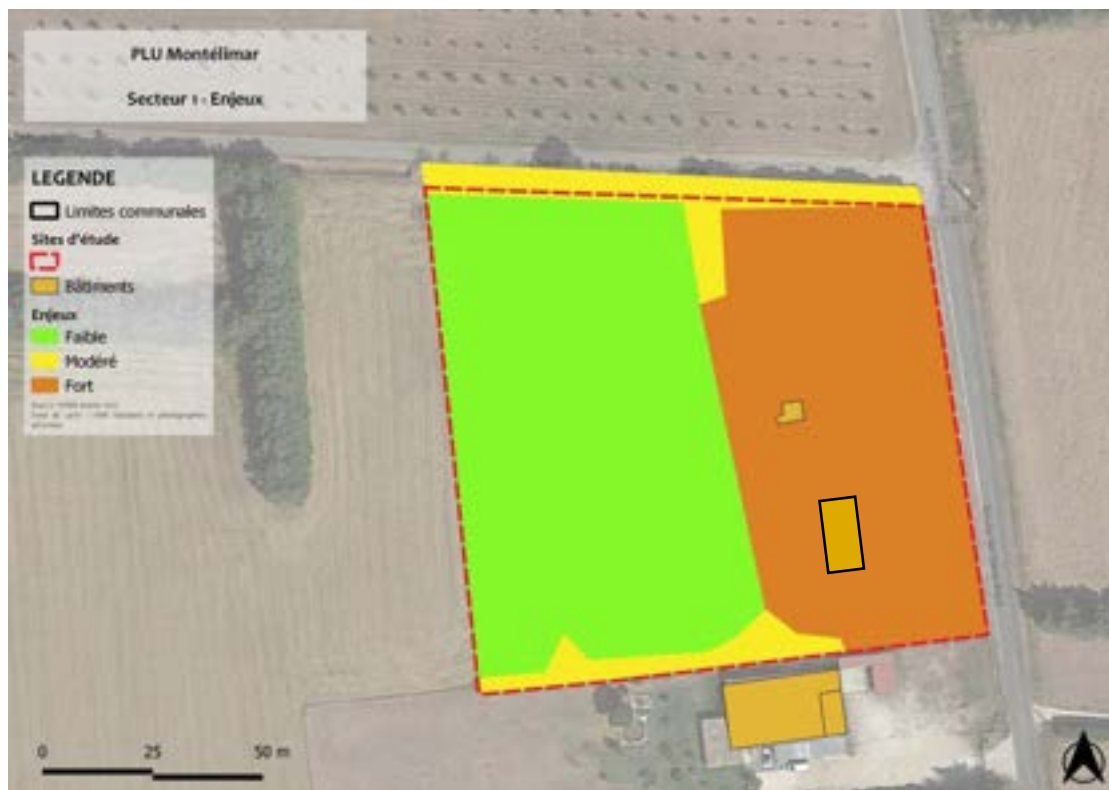 PLU Montélimar
Secteur 1 - Enjeux
LEGENDE
Limites communales
Sites d'étude
Bâtiments
Enjeux
Faible
Modéré
Fort
0 25 50 m